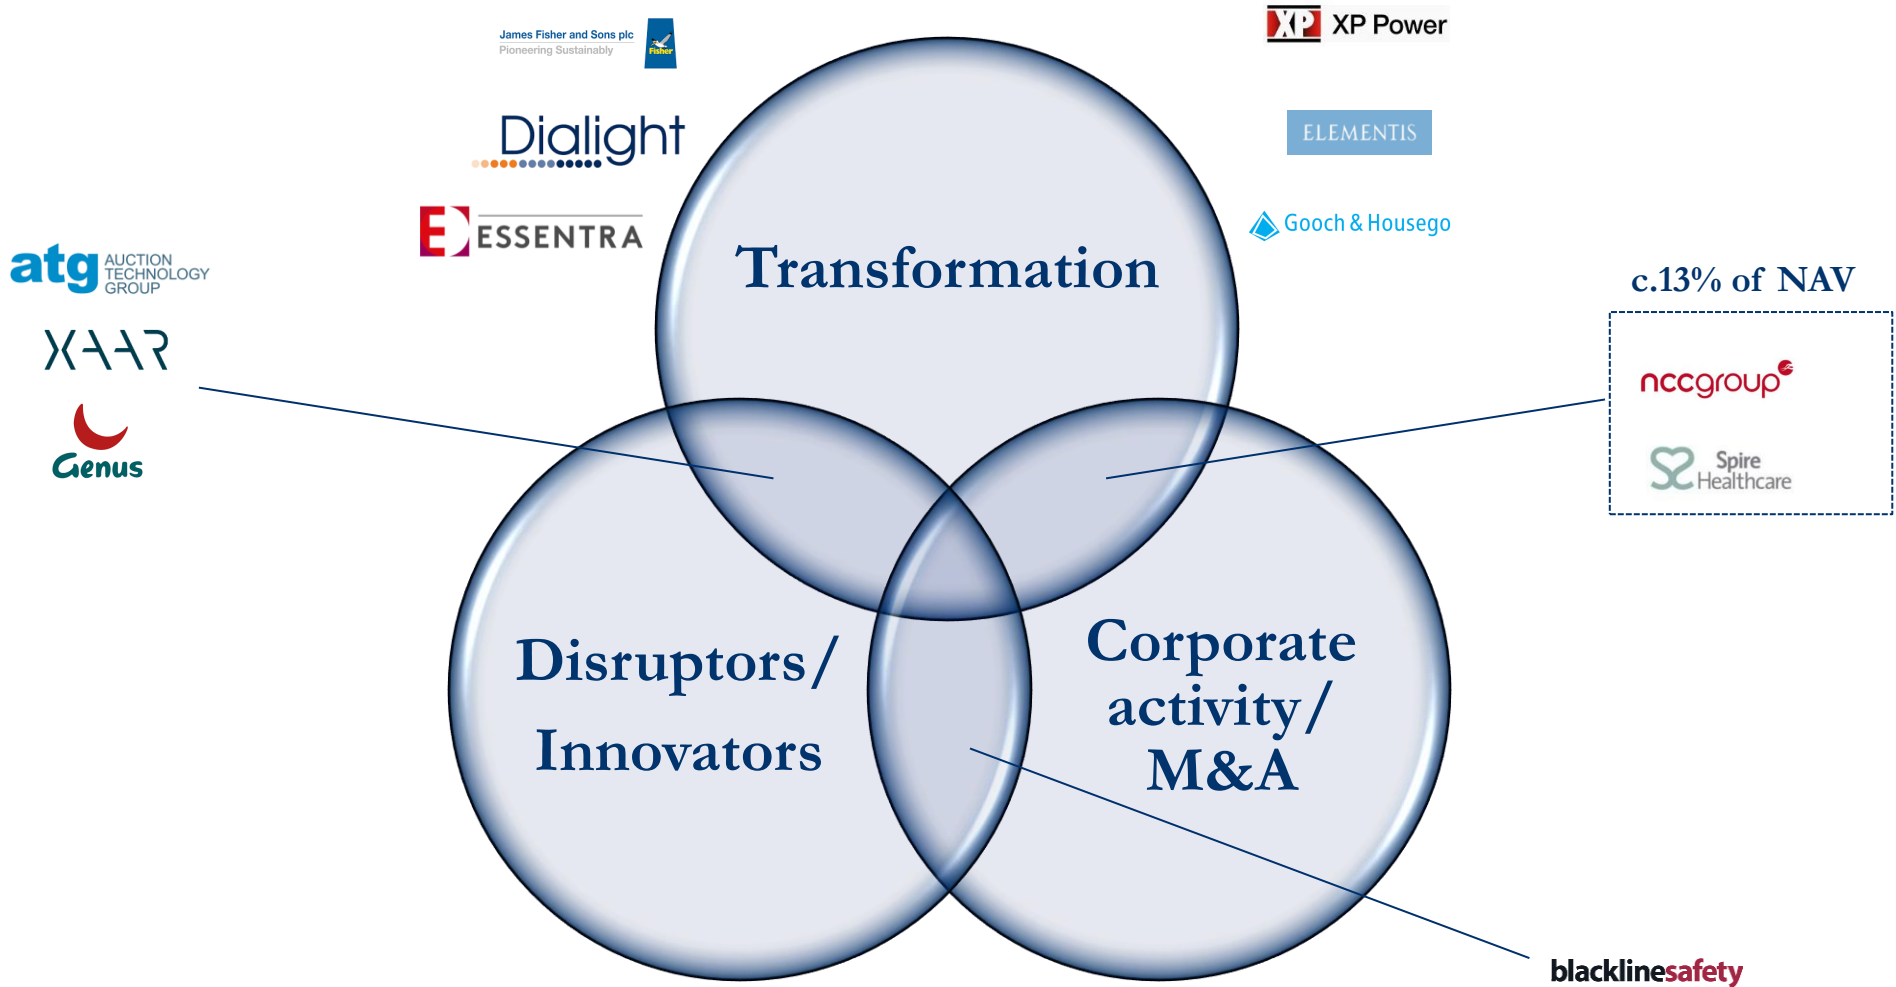 James Fisher and Sons plc
Pioneering Sustainably
Fisher
XP XP Power
Dialight
ELEMENTIS
ESSENTRA
Gooch & Housego
atg AUCTION
TECHNOLOGY
GROUP
Transformation
c.13% of NAV
XAAR
nccgroup
Genus
Spire
Healthcare
Disruptors/
Innovators
Corporate
activity/
M&A
blacklinesafety